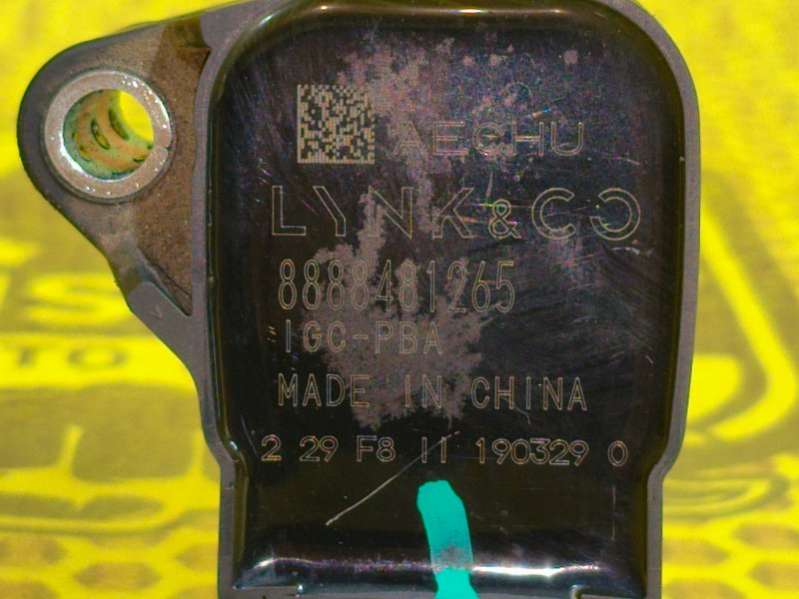 AECHU
LYNK&CO
8888481265
IGC-PBA
MADE IN CHINA
2 29 F8 11 190329 0